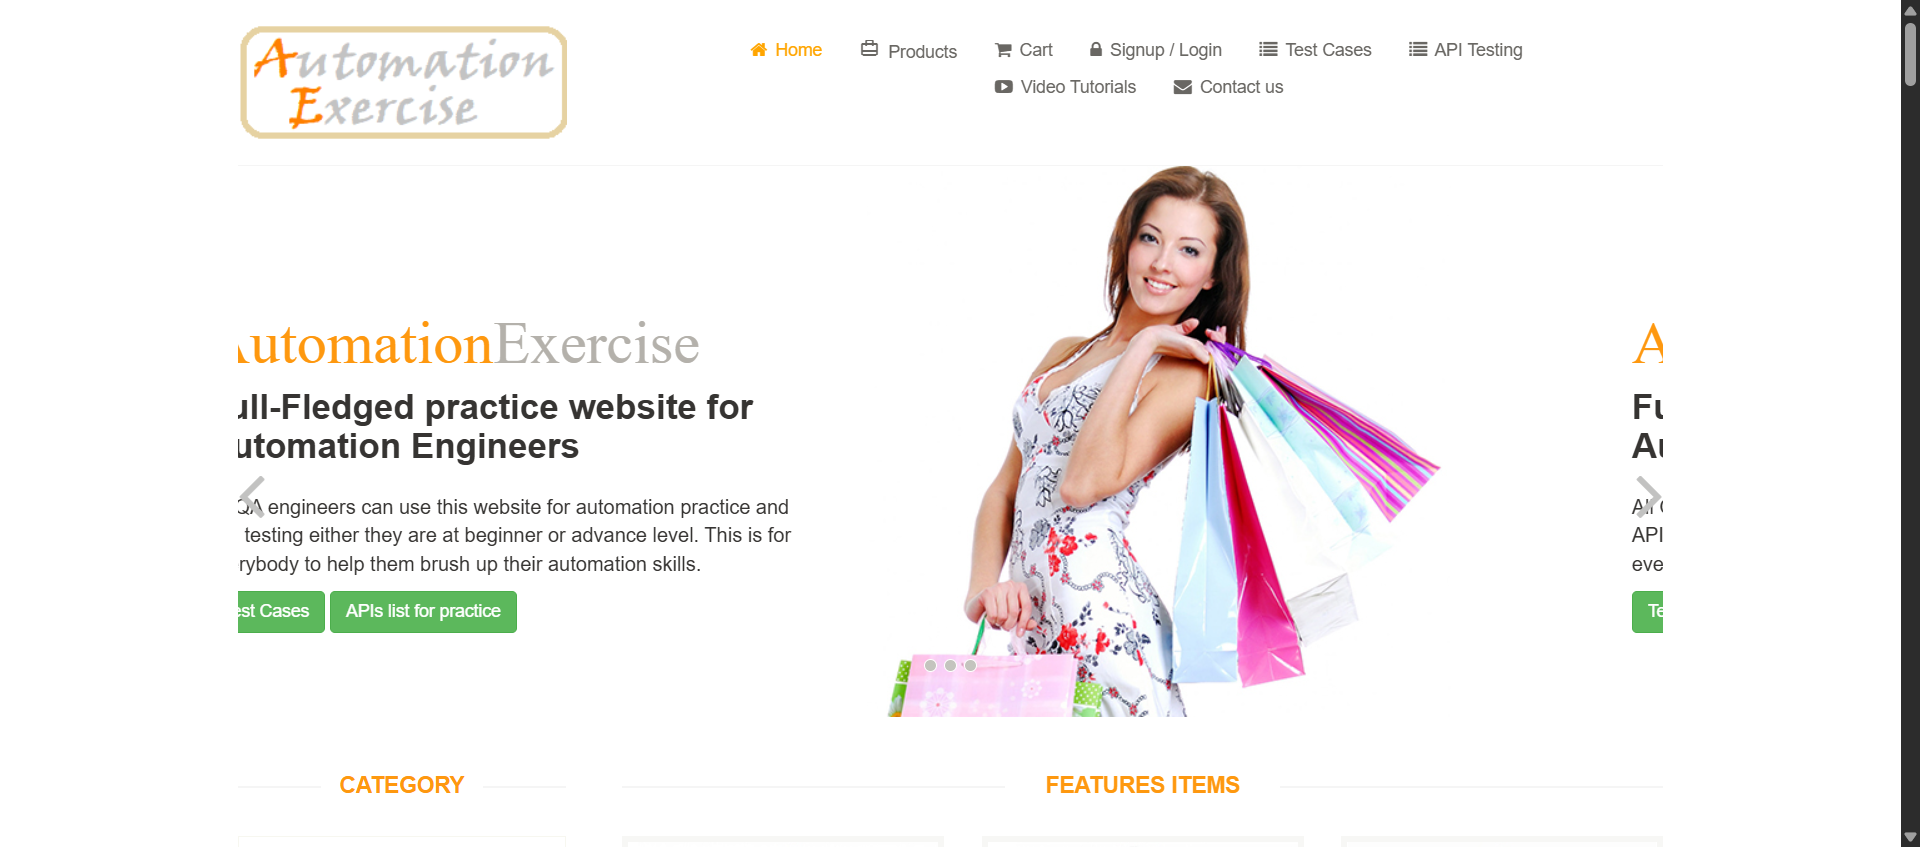 Automation
Exercise
Home Products Cart Signup / Login Test Cases API Testing
Video Tutorials Contact us
AutomationExercise
ull-Fledged practice website for
utomation Engineers
QA engineers can use this website for automation practice and
testing either they are at beginner or advance level. This is for
rybody to help them brush up their automation skills.
est Cases APIs list for practice
A
Fu
Au
All
API
eve
Te
CATEGORY
FEATURES ITEMS